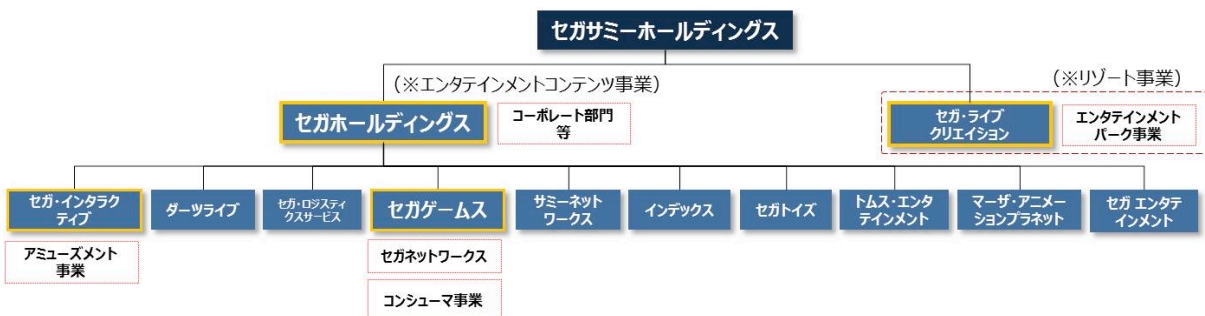 セガサミーホールディングス
(※エンタテインメントコンテンツ事業)
(※リゾート事業)
セガホールディングス
コーポレート部門
等
セガ・ライブ
クリエイション
エンタテインメント
パーク事業
セガ・インタラク
ティブ
ダーツライブ
セガ・ロジスティ
クスサービス
セガゲームス
サミーネット
ワークス
インデックス
セガトイズ
トムス・エンタ
テインメント
マーザ・アニメー
ションプラネット
セガ エンタテ
インメント
アミューズメント
事業
セガネットワークス
コンシューマ事業